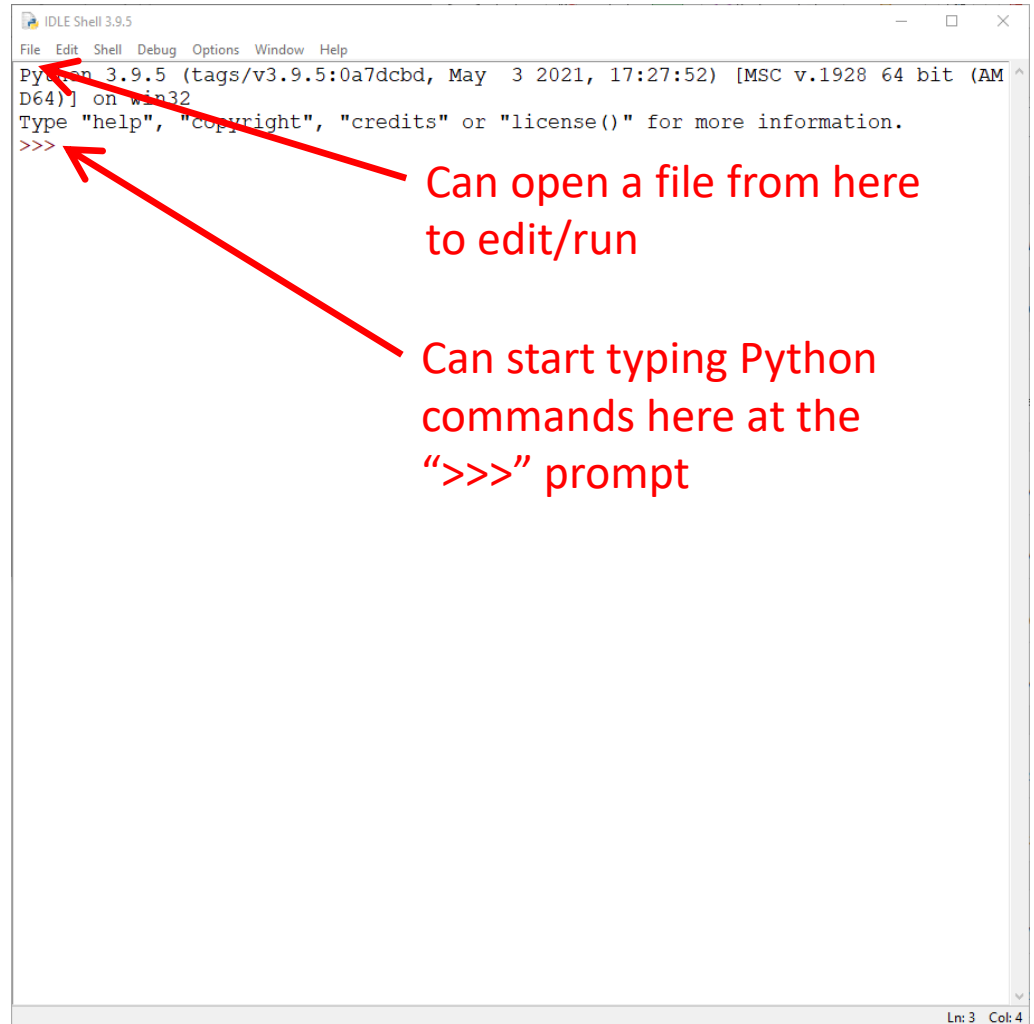 IDLE Shell 3.9.5
File Edit Shell Debug Options Window Help
Python 3.9.5 (tags/v3.9.5:0a7dcbd, May  3 2021, 17:27:52) [MSC v.1928 64 bit (AM
D64)] on win32
Type "help", "copyright", "credits" or "license()" for more information.
>>>
Can open a file from here
to edit/run
Can start typing Python
commands here at the
“>>>” prompt
Ln: 3 Col: 4